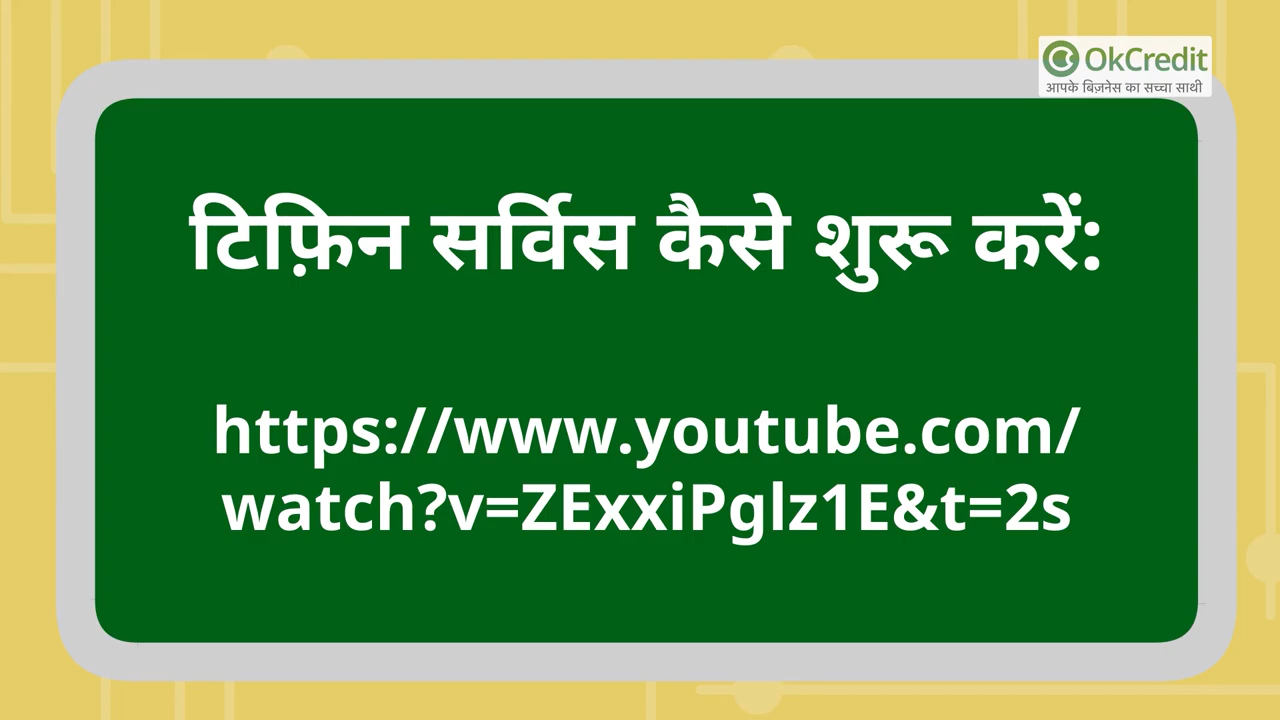 OkCredit
आपके बिज़नेस का सच्चा साथी
टिफ़िन सर्विस कैसे शुरू करें:
https://www.youtube.com/
watch?v=ZExxiPglz1E&t=2s